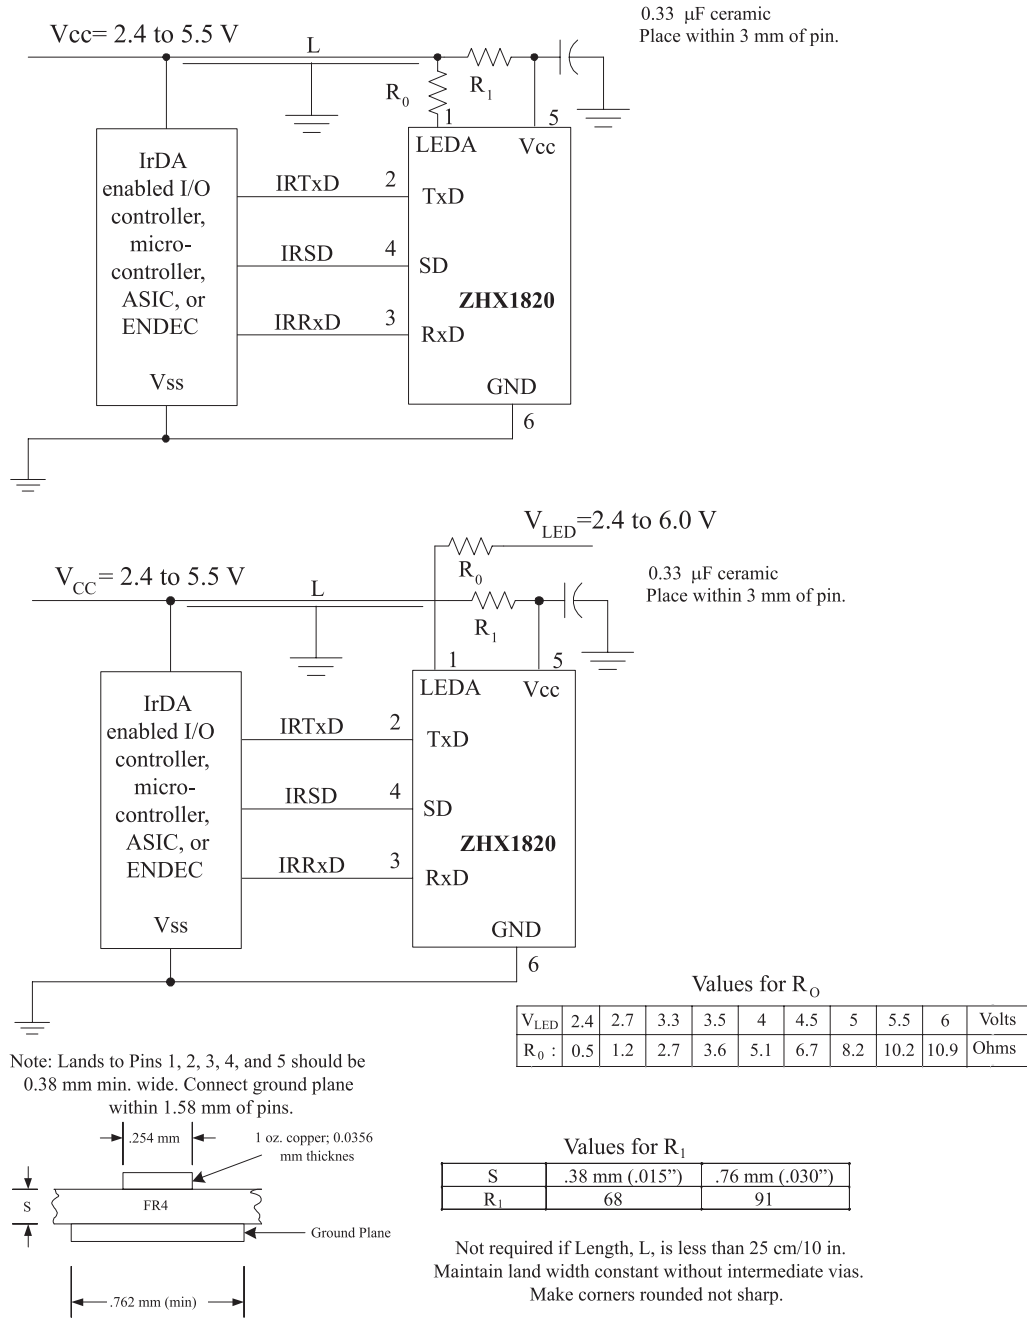 Vcc= 2.4 to 5.5 V
L
0.33 μF ceramic
Place within 3 mm of pin.
R0
R1
1
5
LEDA
Vcc
IrDA
enabled I/O
controller,
micro-
controller,
ASIC, or
ENDEC
Vss
IRTxD
2
TxD
IRSD
4
SD
ZHX1820
IRRxD
3
RxD
GND
6
VLED=2.4 to 6.0 V
VCC= 2.4 to 5.5 V
L
R0
0.33 μF ceramic
Place within 3 mm of pin.
R1
1
5
LEDA
Vcc
IrDA
enabled I/O
controller,
micro-
controller,
ASIC, or
ENDEC
Vss
IRTxD
2
TxD
IRSD
4
SD
ZHX1820
IRRxD
3
RxD
GND
6
Values for RO
VLED 2.4 2.7 3.3 3.5 4 4.5 5 5.5 6 Volts
R0 : 0.5 1.2 2.7 3.6 5.1 6.7 8.2 10.2 10.9 Ohms
Note: Lands to Pins 1, 2, 3, 4, and 5 should be
0.38 mm min. wide. Connect ground plane
within 1.58 mm of pins.
.254 mm
1 oz. copper; 0.0356
mm thicknes
S
FR4
Ground Plane
.762 mm (min)
Values for R1
S .38 mm (.015”) .76 mm (.030”)
R1 68 91
Not required if Length, L, is less than 25 cm/10 in.
Maintain land width constant without intermediate vias.
Make corners rounded not sharp.